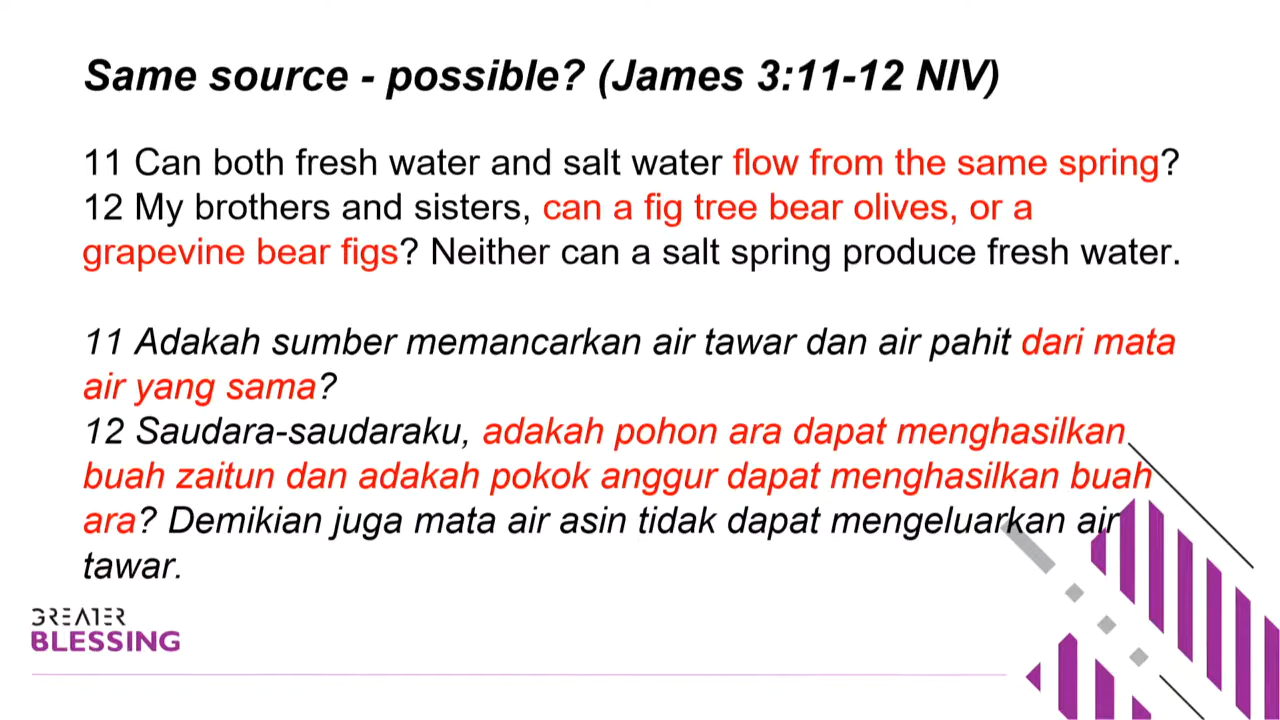 Same source - possible? (James 3:11-12 NIV)
11 Can both fresh water and salt water flow from the same spring?
12 My brothers and sisters, can a fig tree bear olives, or a
grapevine bear figs? Neither can a salt spring produce fresh water.
11 Adakah sumber memancarkan air tawar dan air pahit dari mata
air yang sama?
12 Saudara-saudaraku, adakah pohon ara dapat menghasilkan
buah zaitun dan adakah pokok anggur dapat menghasilkan buah
ara? Demikian juga mata air asin tidak dapat mengeluarkan air
tawar.
GREATER
BLESSING